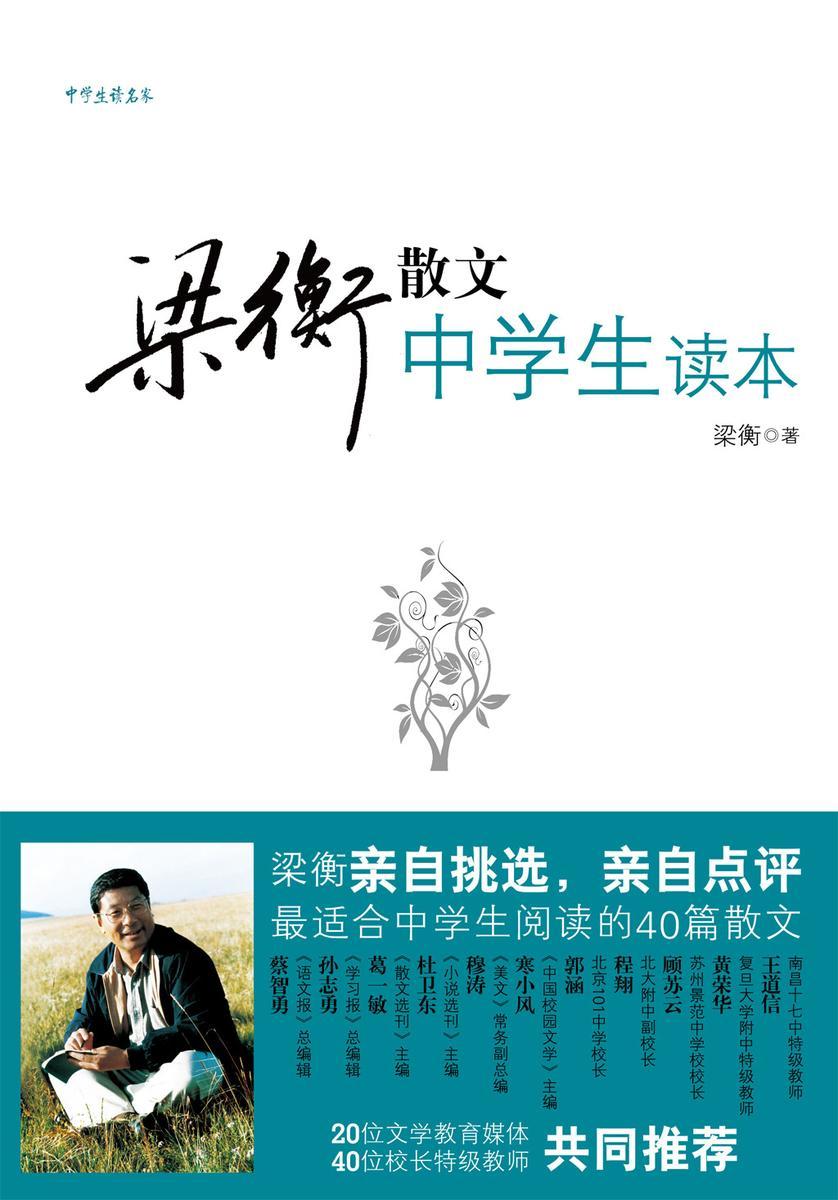 中学生读名家
梁衡
散文
中学生读本
梁衡◎著
梁衡亲自挑选，亲自点评
最适合中学生阅读的40篇散文
蔡智勇
《语文报》总编辑
孙志勇
《学习报》总编辑
葛一敏
《散文选刊》主编
杜卫东
《小说选刊》主编
穆涛
《美文》常务副总编
寒小风
《中国校园文学》主编
郭涵
北京101中学校长
程翔
北大附中副校长
顾苏云
苏州景范中学校校长
黄荣华
复旦大学附中特级教师
王道信
南昌十七中特级教师
20位文学教育媒体
40位校长特级教师
共同推荐